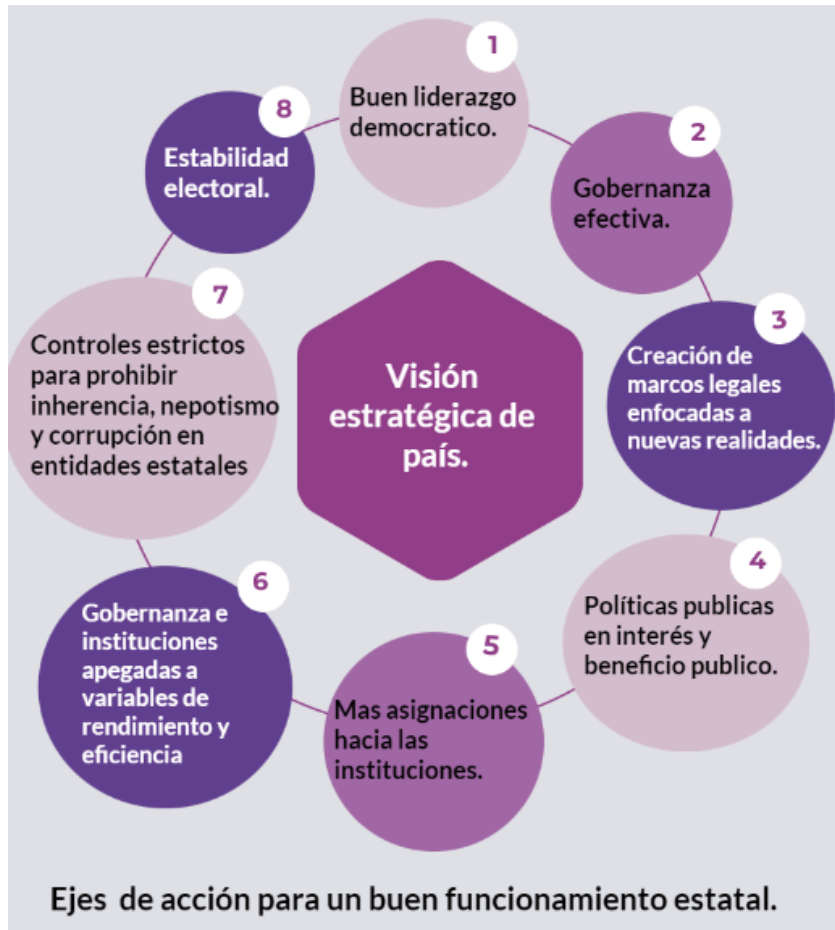 1
Buen liderazgo
democratico.
2
Gobernanza
efectiva.
3
Creación de
marcos legales
enfocadas a
nuevas realidades.
4
Políticas publicas
en interés y
beneficio publico.
5
Mas asignaciones
hacia las
instituciones.
6
Gobernanza e
instituciones
apegadas a
variables de
rendimiento y
eficiencia
7
Controles estrictos
para prohibir
inherencia, nepotismo
y corrupción en
entidades estatales
8
Estabilidad
electoral.
Visión
estratégica de
país.
Ejes de acción para un buen funcionamiento estatal.